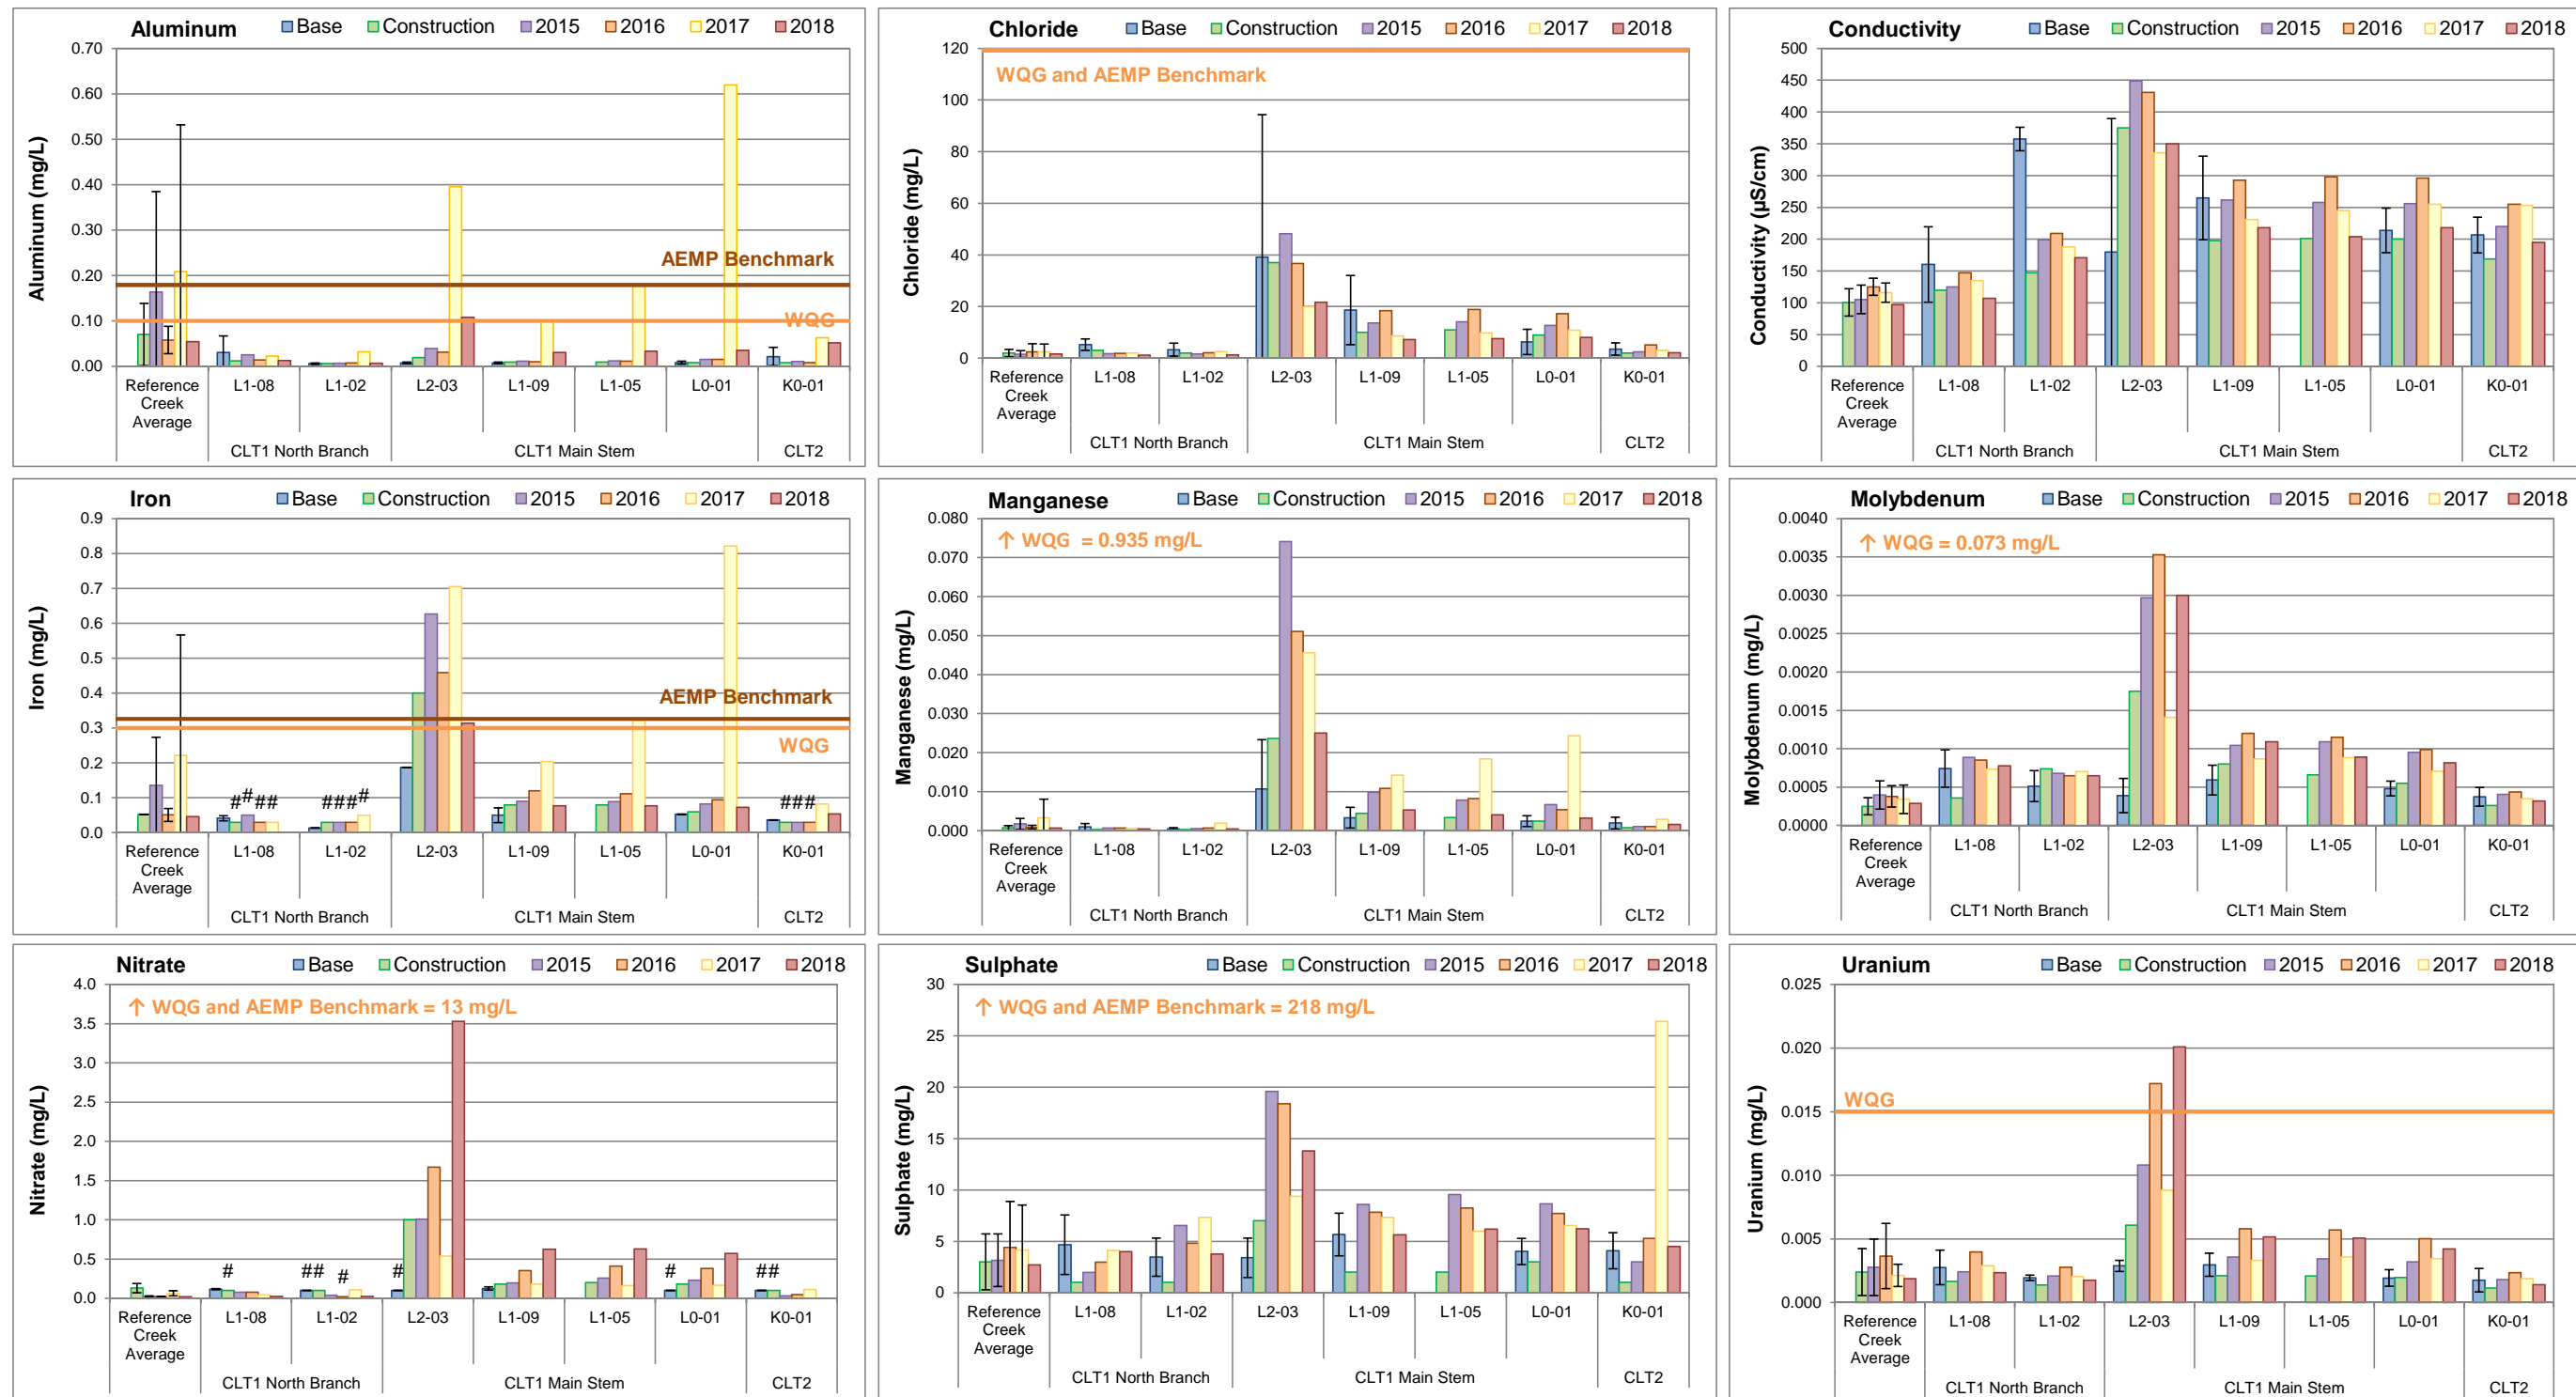 Aluminum Base Construction 2015 2016 2017 2018
0.70
0.60
0.50
0.40
0.30
0.20
0.10
0.00
Aluminum (mg/L)
AEMP Benchmark
WQG
Reference Creek Average L1-08 L1-02 L2-03 L1-09 L1-05 L0-01 K0-01
CLT1 North Branch CLT1 Main Stem CLT2
Chloride Base Construction 2015 2016 2017 2018
120
100
80
60
40
20
0
Chloride (mg/L)
WQG and AEMP Benchmark
Reference Creek Average L1-08 L1-02 L2-03 L1-09 L1-05 L0-01 K0-01
CLT1 North Branch CLT1 Main Stem CLT2
Conductivity Base Construction 2015 2016 2017 2018
500
450
400
350
300
250
200
150
100
50
0
Conductivity (µS/cm)
Reference Creek Average L1-08 L1-02 L2-03 L1-09 L1-05 L0-01 K0-01
CLT1 North Branch CLT1 Main Stem CLT2
Iron Base Construction 2015 2016 2017 2018
0.9
0.8
0.7
0.6
0.5
0.4
0.3
0.2
0.1
0.0
Iron (mg/L)
AEMP Benchmark
WQG
# # ## ### # ###
Reference Creek Average L1-08 L1-02 L2-03 L1-09 L1-05 L0-01 K0-01
CLT1 North Branch CLT1 Main Stem CLT2
Manganese Base Construction 2015 2016 2017 2018
↑ WQG = 0.935 mg/L
0.080
0.070
0.060
0.050
0.040
0.030
0.020
0.010
0.000
Manganese (mg/L)
Reference Creek Average L1-08 L1-02 L2-03 L1-09 L1-05 L0-01 K0-01
CLT1 North Branch CLT1 Main Stem CLT2
Molybdenum Base Construction 2015 2016 2017 2018
↑ WQG = 0.073 mg/L
0.0040
0.0035
0.0030
0.0025
0.0020
0.0015
0.0010
0.0005
0.0000
Molybdenum (mg/L)
Reference Creek Average L1-08 L1-02 L2-03 L1-09 L1-05 L0-01 K0-01
CLT1 North Branch CLT1 Main Stem CLT2
Nitrate Base Construction 2015 2016 2017 2018
↑ WQG and AEMP Benchmark = 13 mg/L
4.0
3.5
3.0
2.5
2.0
1.5
1.0
0.5
0.0
Nitrate (mg/L)
# ## # # # ##
Reference Creek Average L1-08 L1-02 L2-03 L1-09 L1-05 L0-01 K0-01
CLT1 North Branch CLT1 Main Stem CLT2
Sulphate Base Construction 2015 2016 2017 2018
↑ WQG and AEMP Benchmark = 218 mg/L
30
25
20
15
10
5
0
Sulphate (mg/L)
Reference Creek Average L1-08 L1-02 L2-03 L1-09 L1-05 L0-01 K0-01
CLT1 North Branch CLT1 Main Stem CLT2
Uranium Base Construction 2015 2016 2017 2018
0.025
0.020
0.015
0.010
0.005
0.000
Uranium (mg/L)
WQG
Reference Creek Average L1-08 L1-02 L2-03 L1-09 L1-05 L0-01 K0-01
CLT1 North Branch CLT1 Main Stem CLT2